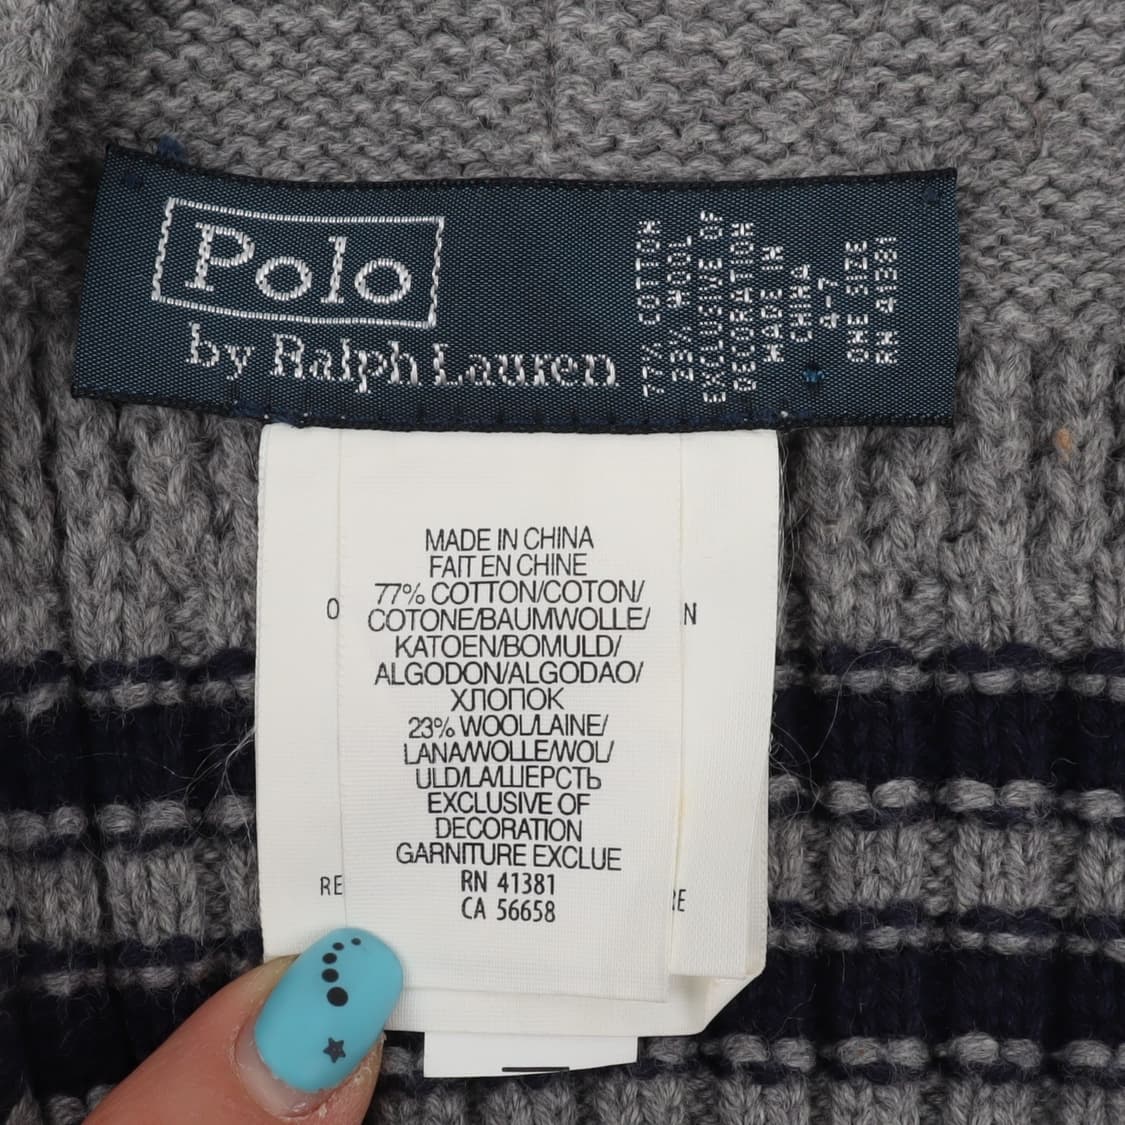 Polo
by Ralph Lauren
77% COTTON
23% WOOL
EXCLUSIVE OF
DECORATION
MADE IN
CHINA
4-7
ONE SIZE
RN 41381
MADE IN CHINA
FAIT EN CHINE
77% COTTON/COTON/
COTONE/BAUMWOLLE/
KATOEN/BOMULD/
ALGODON/ALGODAO/
ХЛОПОК
23% WOOL/LAINE/
LANA/WOLLE/WOL/
ULD/LA/ШЕРСТЬ
EXCLUSIVE OF
DECORATION
GARNITURE EXCLUE
RN 41381
CA 56658